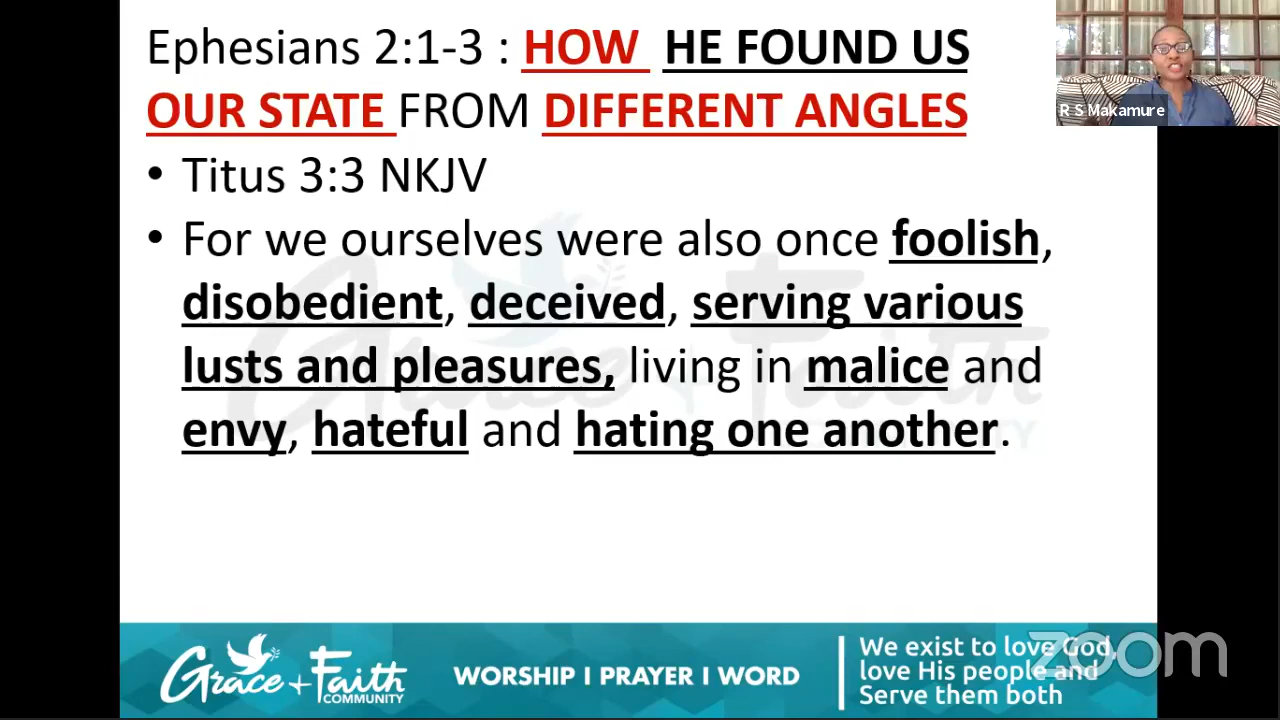 Ephesians 2:1-3 : HOW HE FOUND US
OUR STATE FROM DIFFERENT ANGLES
• Titus 3:3 NKJV
• For we ourselves were also once foolish,
disobedient, deceived, serving various
lusts and pleasures, living in malice and
envy, hateful and hating one another.
R S Makamure
Grace + Faith
COMMUNITY
WORSHIP I PRAYER I WORD
We exist to love God,
love His people and
Serve them both
zoom